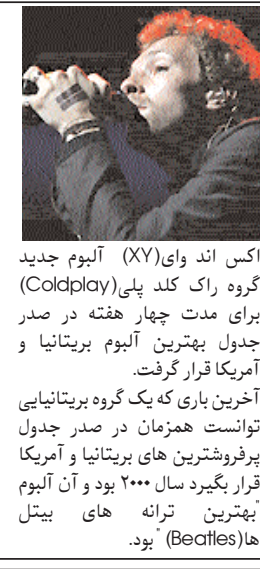 اکس اند وای(XY) آلبوم جدید
گروه راک کلد پلی(Coldplay)
برای مدت چهار هفته در صدر
جدول بهترین آلبوم بریتانیا و
آمریکا قرار گرفت.
آخرین باری که یک گروه بریتانیایی
توانست همزمان در صدر جدول
پرفروشترین های بریتانیا و آمریکا
قرار بگیرد سال ۲۰۰۰ بود و آن آلبوم
"بهترین ترانه های بیتل
ها(Beatles)" بود.